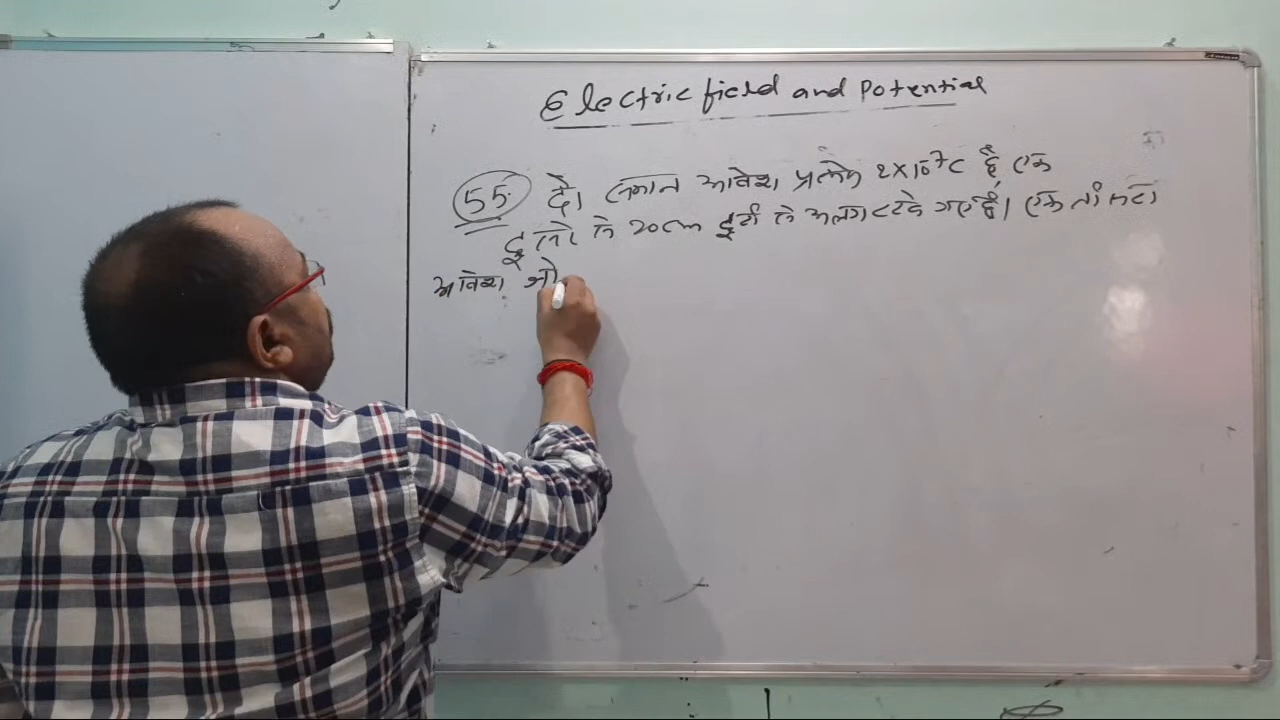 Electric field and Potential
55. दो समान आवेश प्रत्येक 2×10⁻⁷C है एक
दूसरे से 20cm दूरी से अलग रखे गए हैं। एक तीसरा
आवेश जो